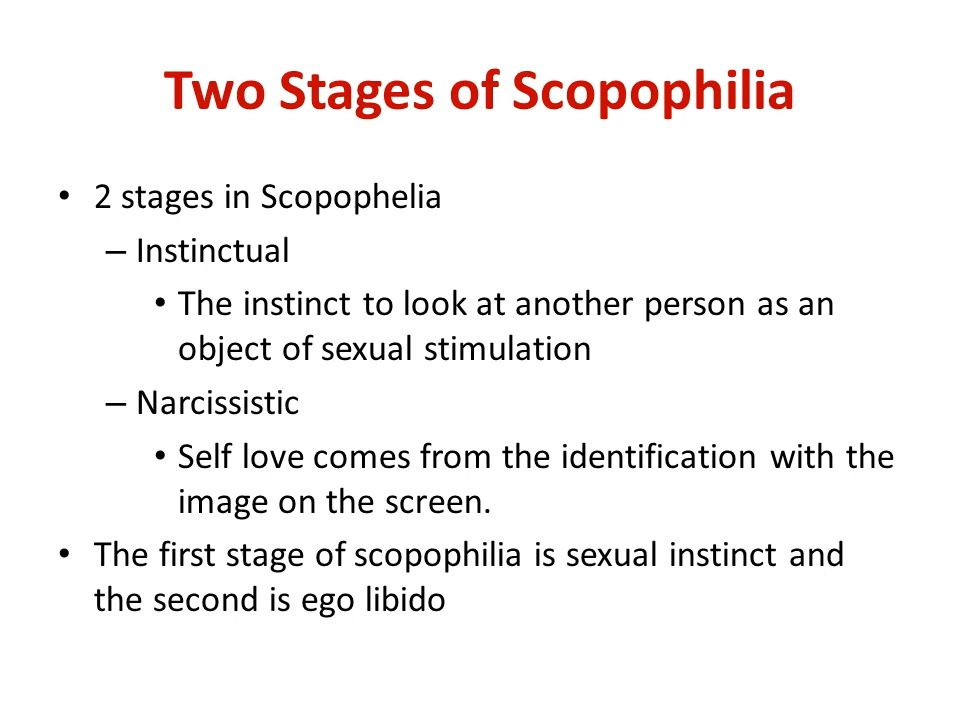 Two Stages of Scopophilia
• 2 stages in Scopophelia
– Instinctual
• The instinct to look at another person as an
object of sexual stimulation
– Narcissistic
• Self love comes from the identification with the
image on the screen.
• The first stage of scopophilia is sexual instinct and
the second is ego libido